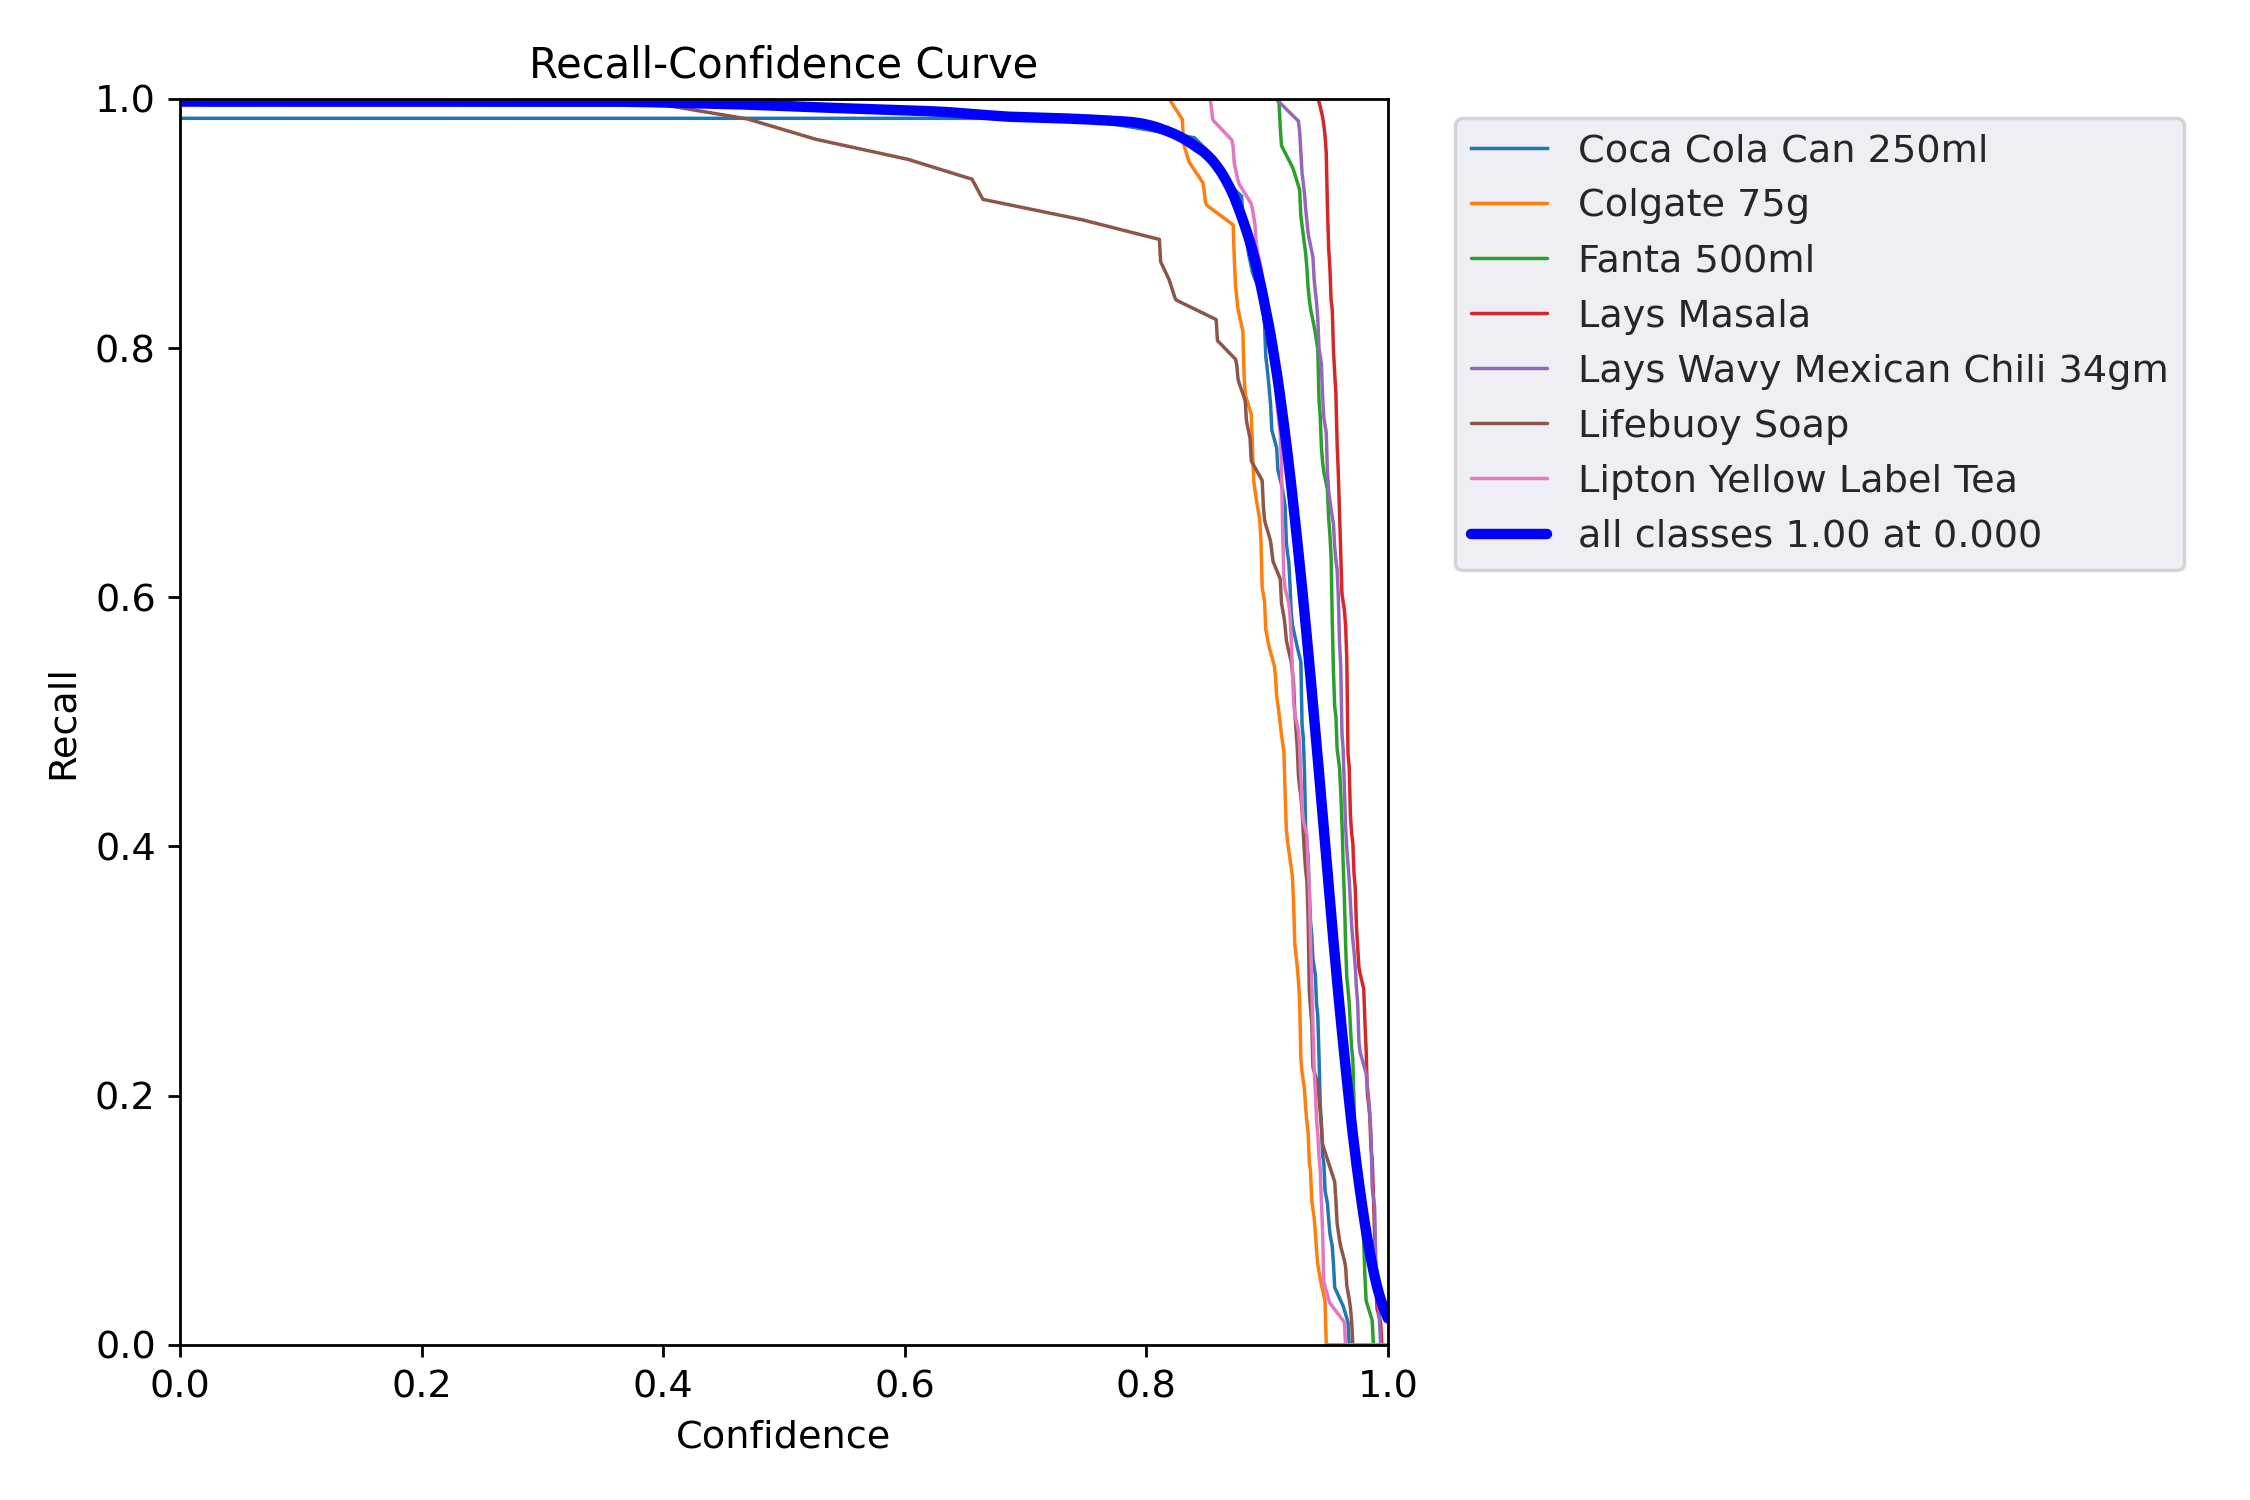 Recall-Confidence Curve
1.0
0.8
0.6
0.4
0.2
0.0
Recall
0.0 0.2 0.4 0.6 0.8 1.0
Confidence
Coca Cola Can 250ml
Colgate 75g
Fanta 500ml
Lays Masala
Lays Wavy Mexican Chili 34gm
Lifebuoy Soap
Lipton Yellow Label Tea
all classes 1.00 at 0.000